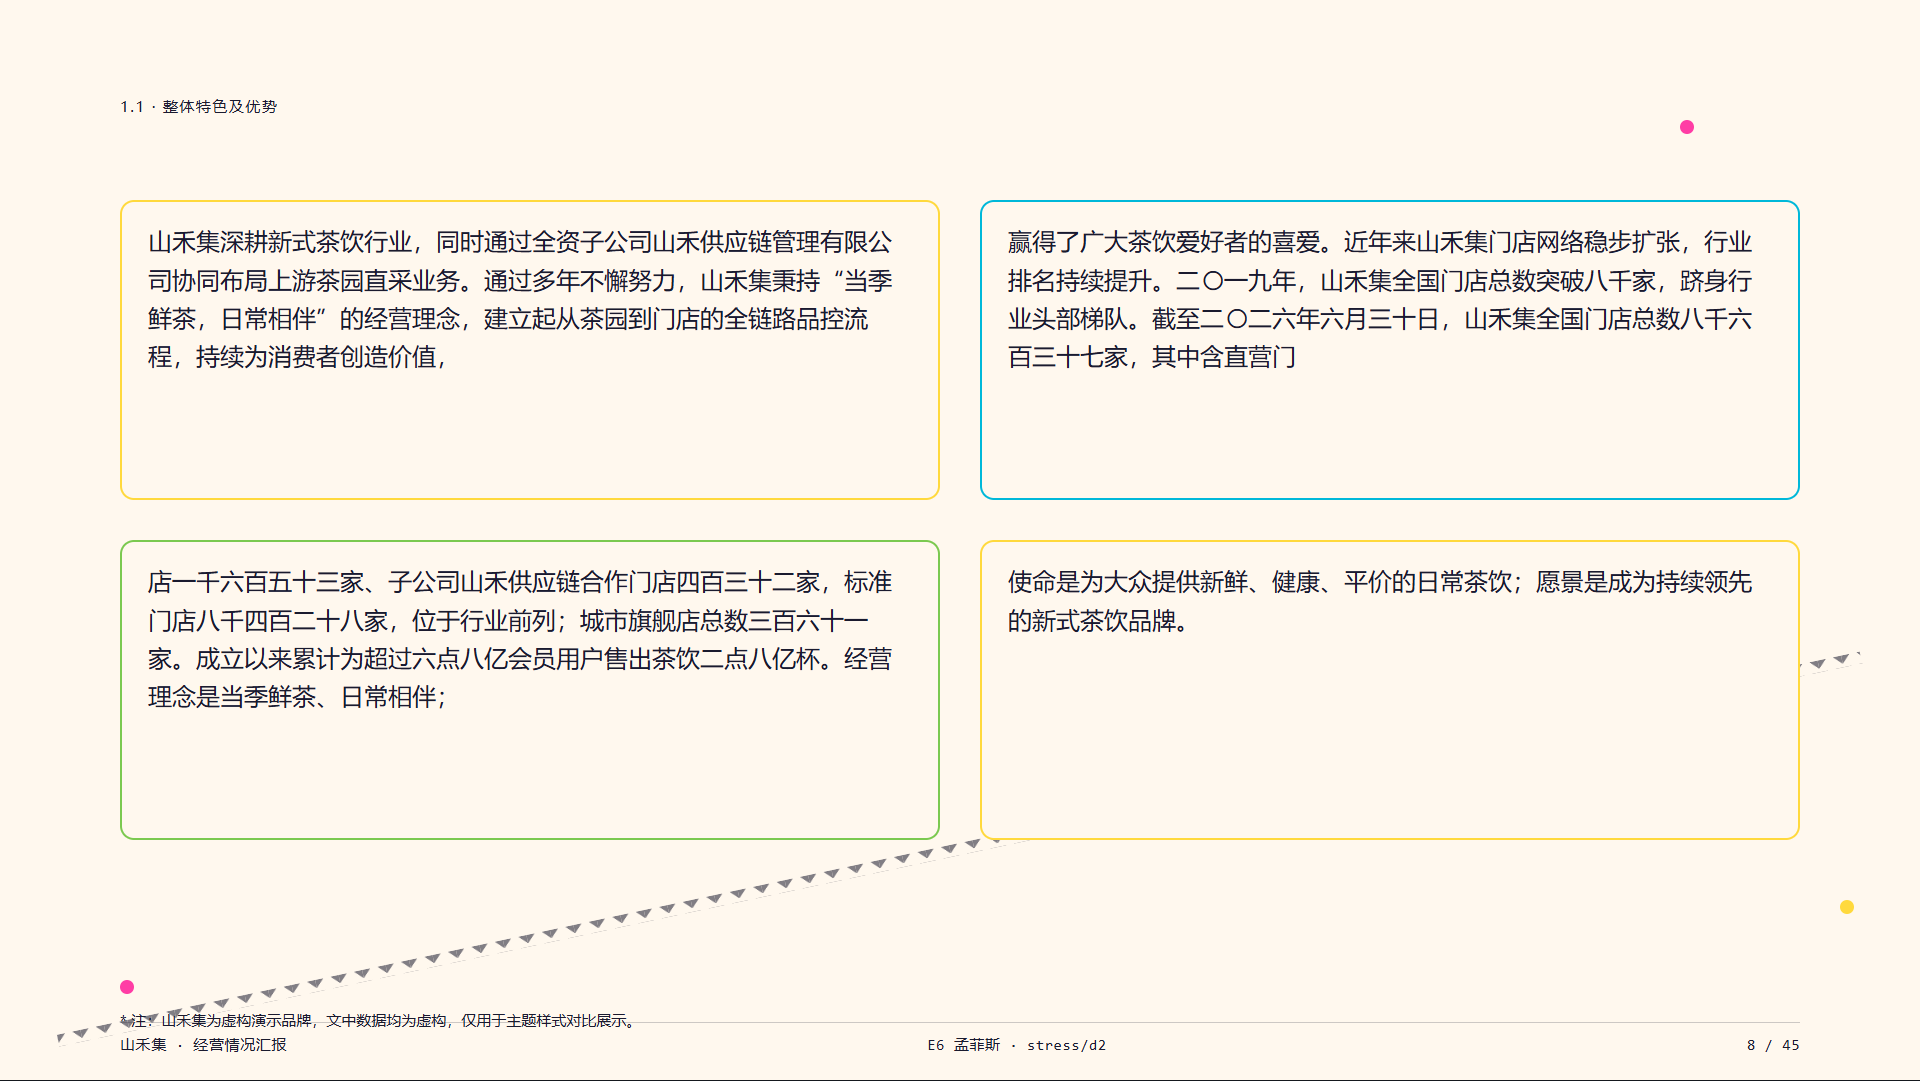 1.1 · 整体特色及优势
山禾集深耕新式茶饮行业，同时通过全资子公司山禾供应链管理有限公
司协同布局上游茶园直采业务。通过多年不懈努力，山禾集秉持“当季
鲜茶，日常相伴”的经营理念，建立起从茶园到门店的全链路品控流
程，持续为消费者创造价值，
赢得了广大茶饮爱好者的喜爱。近年来山禾集门店网络稳步扩张，行业
排名持续提升。二〇一九年，山禾集全国门店总数突破八千家，跻身行
业头部梯队。截至二〇二六年六月三十日，山禾集全国门店总数八千六
百三十七家，其中含直营门
店一千六百五十三家、子公司山禾供应链合作门店四百三十二家，标准
门店八千四百二十八家，位于行业前列；城市旗舰店总数三百六十一
家。成立以来累计为超过六点八亿会员用户售出茶饮二点八亿杯。经营
理念是当季鲜茶、日常相伴；
使命是为大众提供新鲜、健康、平价的日常茶饮；愿景是成为持续领先
的新式茶饮品牌。
* 注：山禾集为虚构演示品牌，文中数据均为虚构，仅用于主题样式对比展示。
山禾集 · 经营情况汇报
E6 孟菲斯 · stress/d2
8 / 45